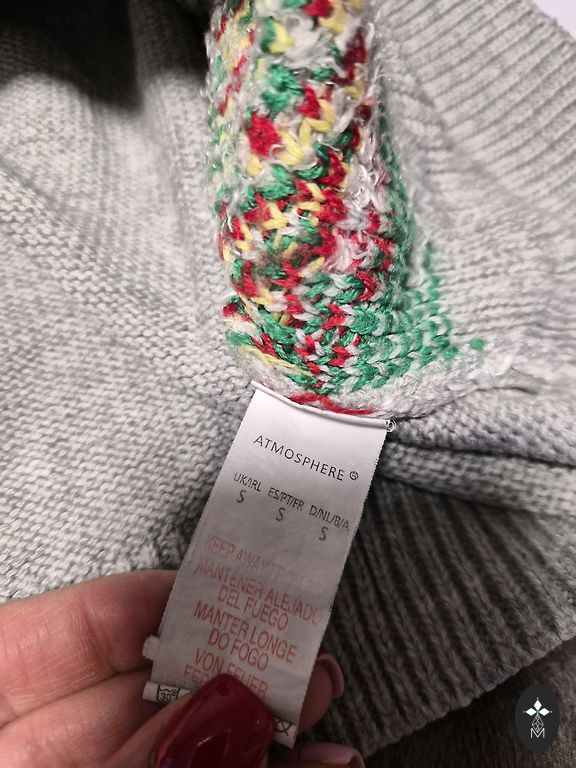 ATMOSPHERE®
UK/IRL ES/PT/FR D/NL/B/A
S S S
KEEP AWAY FROM
MANTENER ALEJADO
DEL FUEGO
MANTER LONGE
DO FOGO
VON FEUER
30
M